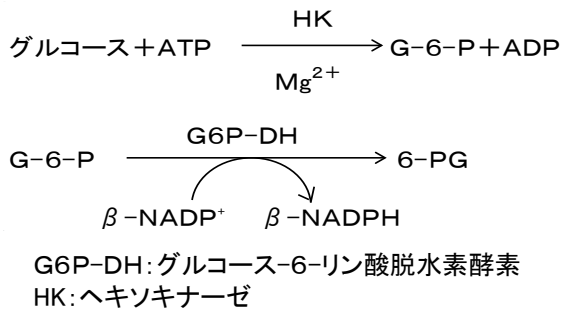 HK
グルコース+ATP G-6-P+ADP
Mg²⁺
G6P-DH
G-6-P 6-PG
β-NADP⁺ β-NADPH
G6P-DH:グルコース-6-リン酸脱水素酵素
HK:ヘキソキナーゼ